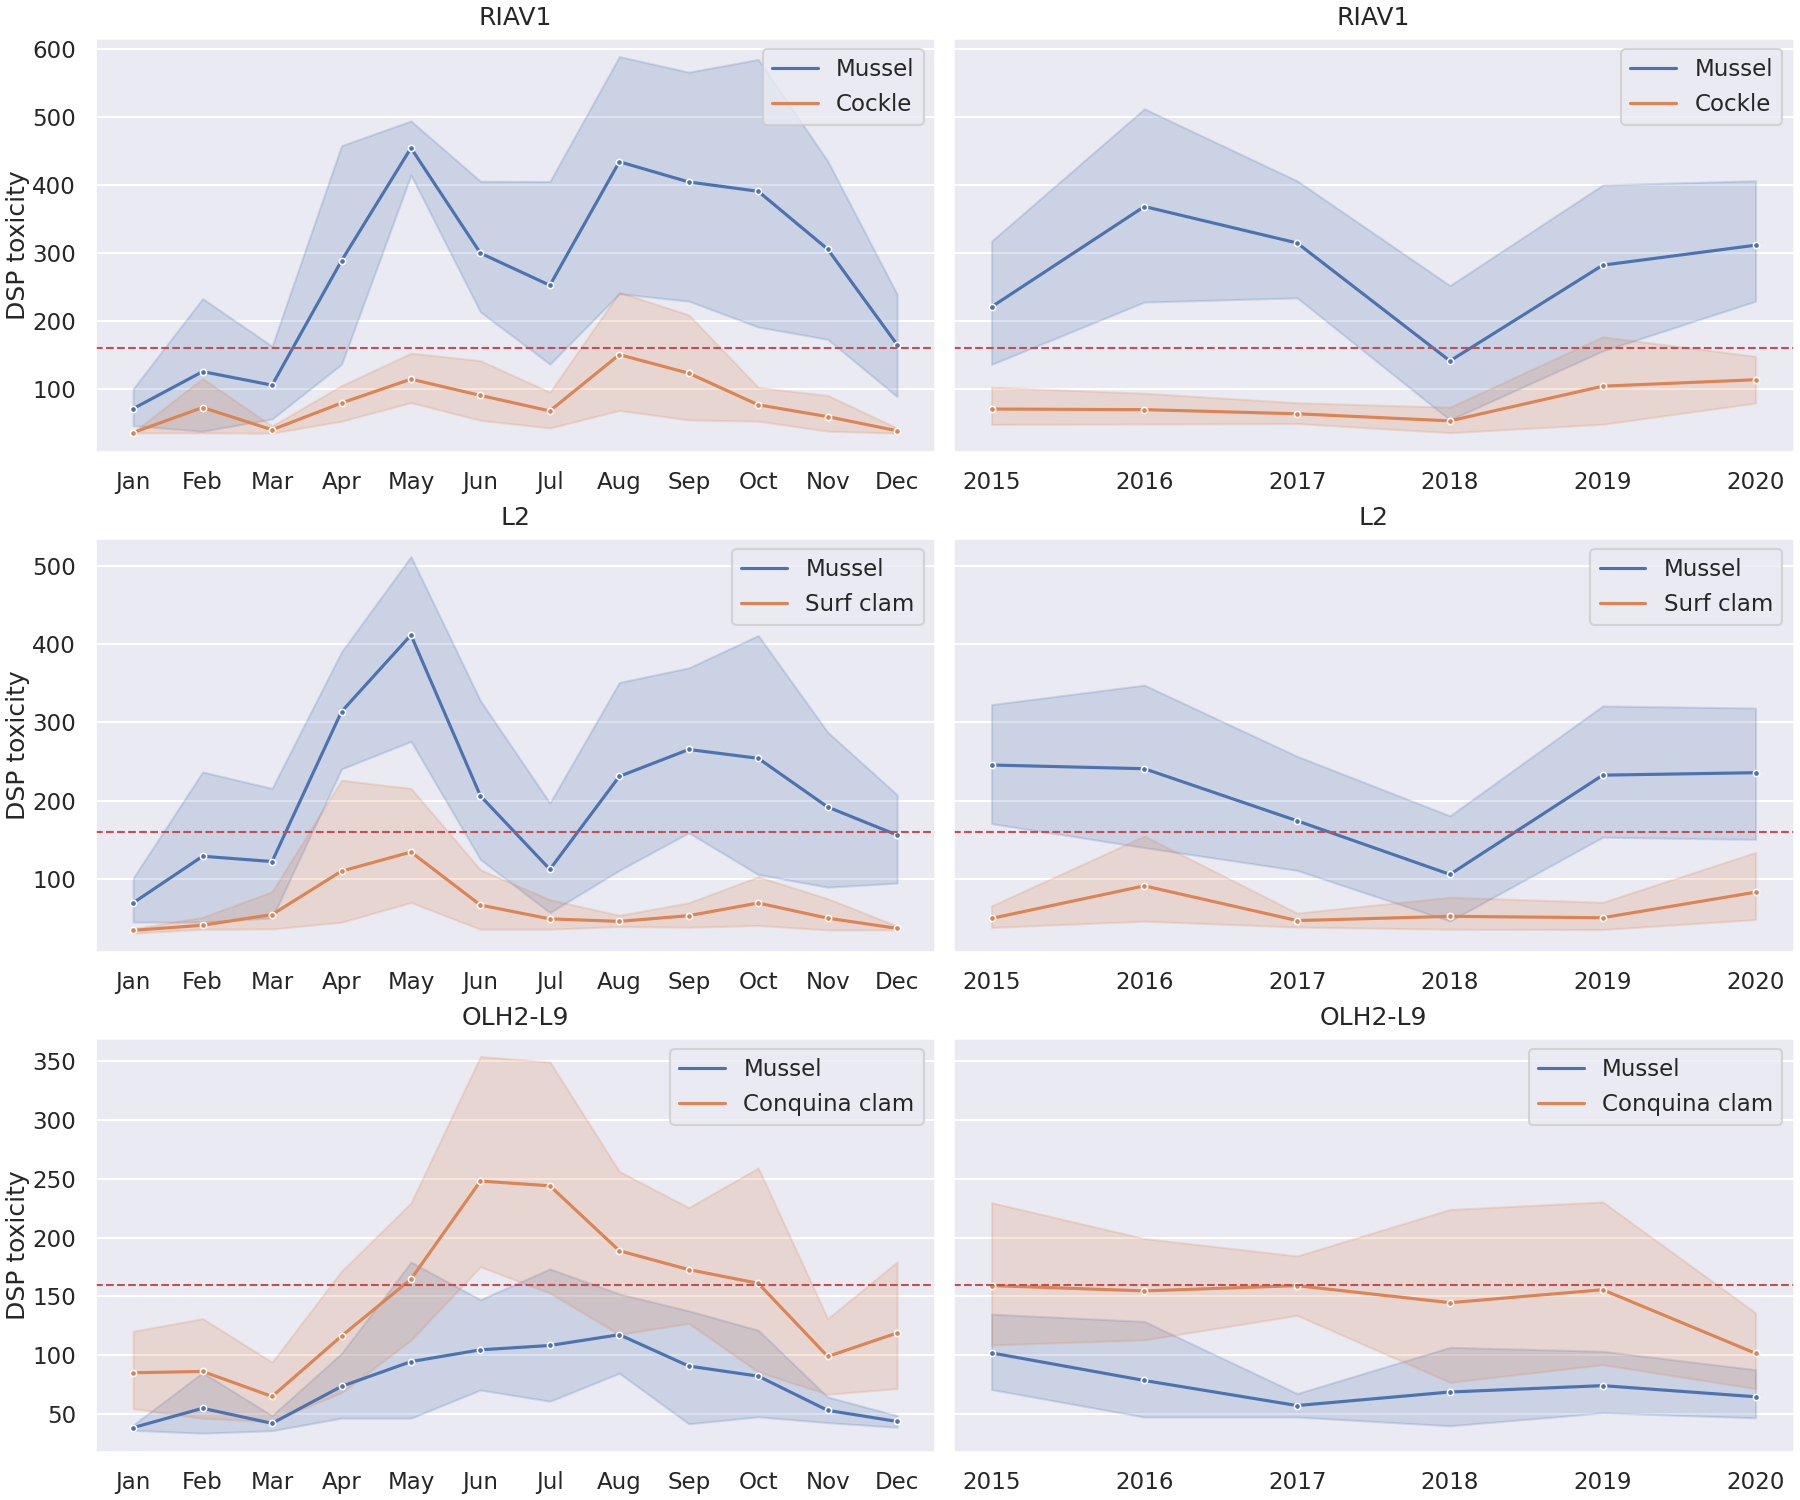 RIAV1
RIAV1
600
500
400
300
200
100
DSP toxicity
Mussel
Cockle
Mussel
Cockle
Jan Feb Mar Apr May Jun Jul Aug Sep Oct Nov Dec
2015 2016 2017 2018 2019 2020
L2
L2
500
400
300
200
100
DSP toxicity
Mussel
Surf clam
Mussel
Surf clam
Jan Feb Mar Apr May Jun Jul Aug Sep Oct Nov Dec
2015 2016 2017 2018 2019 2020
OLH2-L9
OLH2-L9
350
300
250
200
150
100
50
DSP toxicity
Mussel
Conquina clam
Mussel
Conquina clam
Jan Feb Mar Apr May Jun Jul Aug Sep Oct Nov Dec
2015 2016 2017 2018 2019 2020